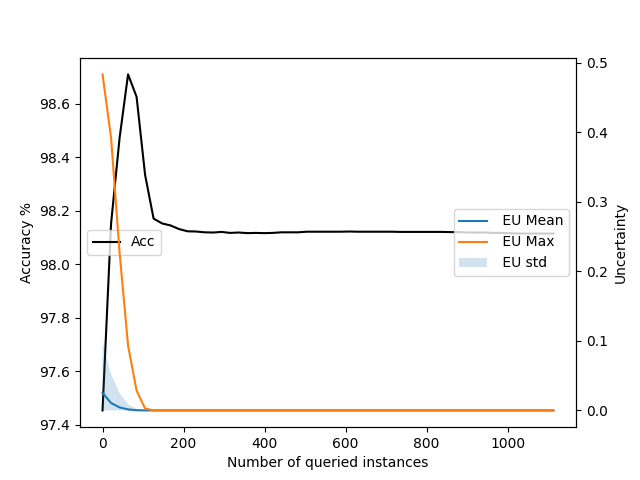 98.6
98.4
98.2
98.0
97.8
97.6
97.4
Accuracy %
0.5
0.4
0.3
0.2
0.1
0.0
Uncertainty
Acc
EU Mean
EU Max
EU std
0 200 400 600 800 1000
Number of queried instances